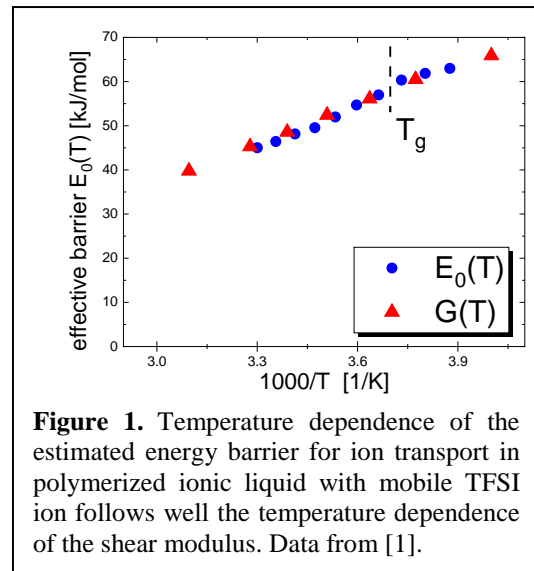 70
60
50
40
30
20
10
0
effective barrier E₀(T) [kJ/mol]
T_g
E₀(T)
G(T)
3.0 3.3 3.6 3.9
1000/T [1/K]
Figure 1. Temperature dependence of the
estimated energy barrier for ion transport in
polymerized ionic liquid with mobile TFSI
ion follows well the temperature dependence
of the shear modulus. Data from [1].